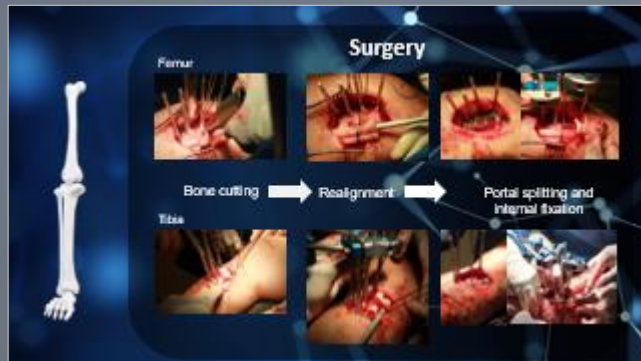 Surgery
Femur
Bone cutting
Realignment
Portal splitting and
internal fixation
Tibia